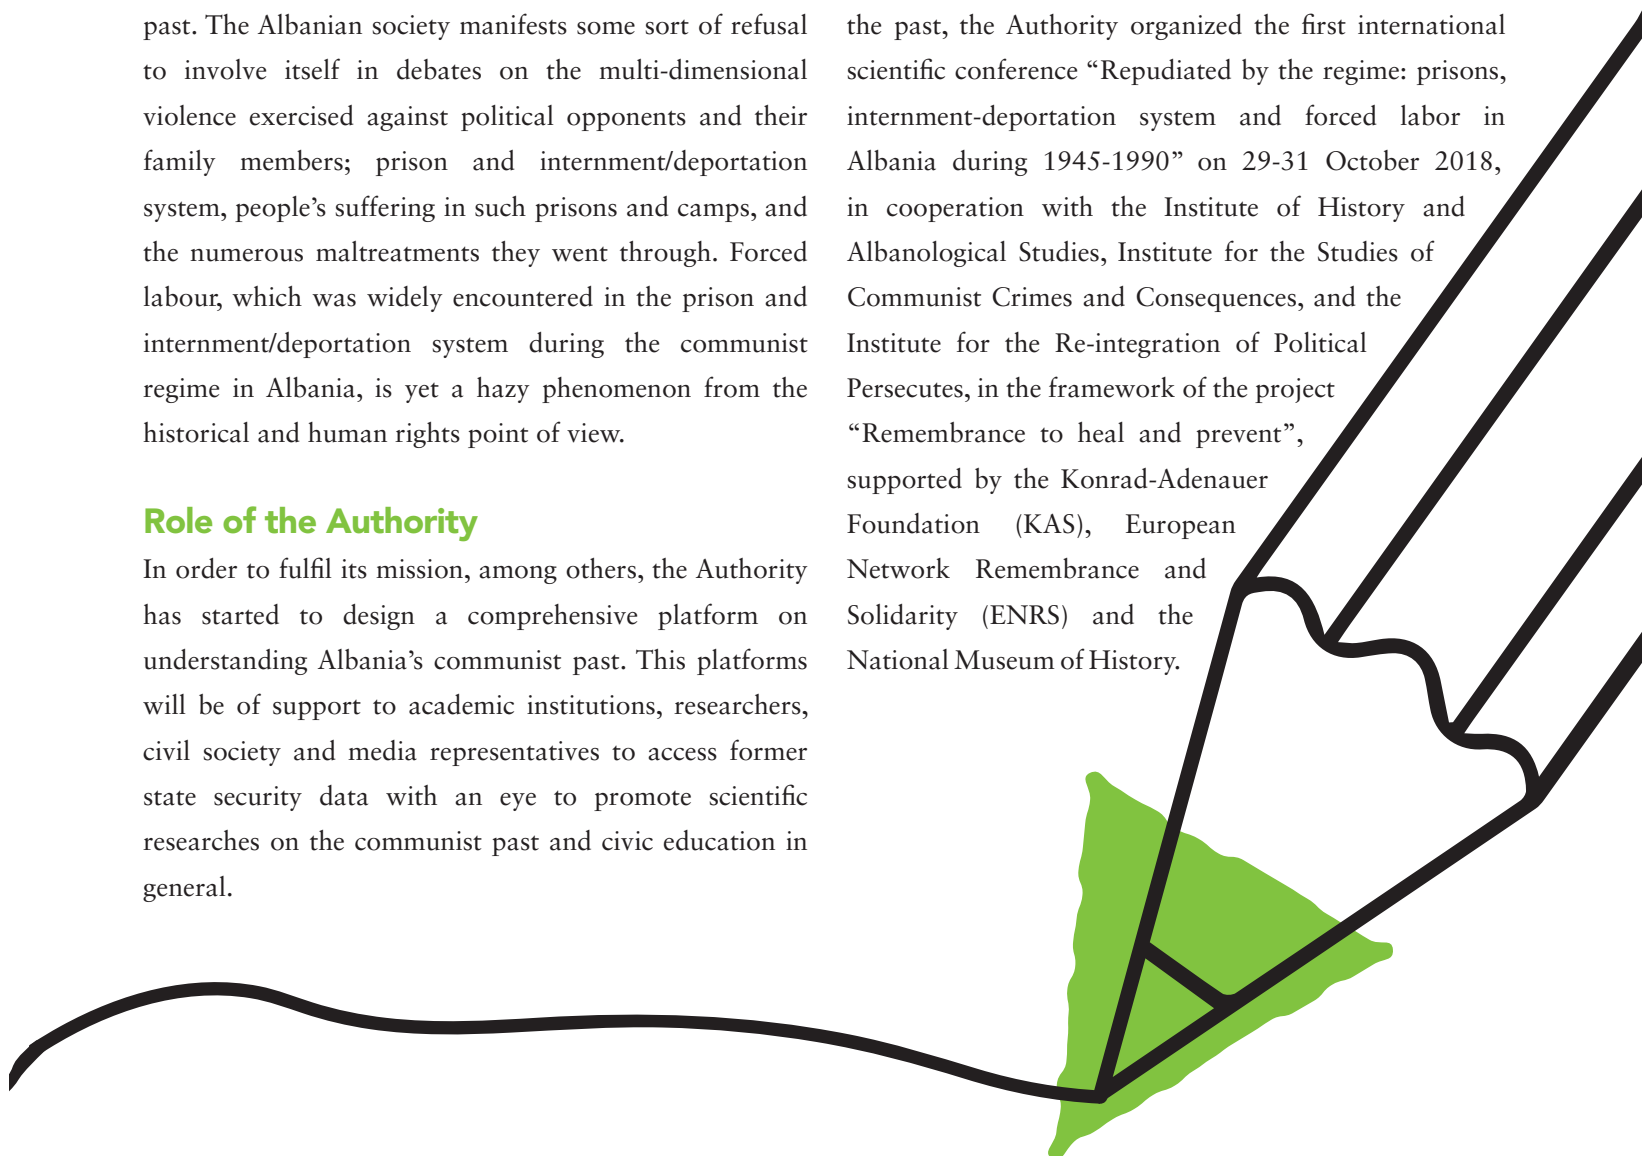 past. The Albanian society manifests some sort of refusal
to involve itself in debates on the multi-dimensional
violence exercised against political opponents and their
family members; prison and internment/deportation
system, people’s suffering in such prisons and camps, and
the numerous maltreatments they went through. Forced
labour, which was widely encountered in the prison and
internment/deportation system during the communist
regime in Albania, is yet a hazy phenomenon from the
historical and human rights point of view.
Role of the Authority
In order to fulfil its mission, among others, the Authority
has started to design a comprehensive platform on
understanding Albania’s communist past. This platforms
will be of support to academic institutions, researchers,
civil society and media representatives to access former
state security data with an eye to promote scientific
researches on the communist past and civic education in
general.
the past, the Authority organized the first international
scientific conference “Repudiated by the regime: prisons,
internment-deportation system and forced labor in
Albania during 1945-1990” on 29-31 October 2018,
in cooperation with the Institute of History and
Albanological Studies, Institute for the Studies of
Communist Crimes and Consequences, and the
Institute for the Re-integration of Political
Persecutes, in the framework of the project
“Remembrance to heal and prevent”,
supported by the Konrad-Adenauer
Foundation (KAS), European
Network Remembrance and
Solidarity (ENRS) and the
National Museum of History.